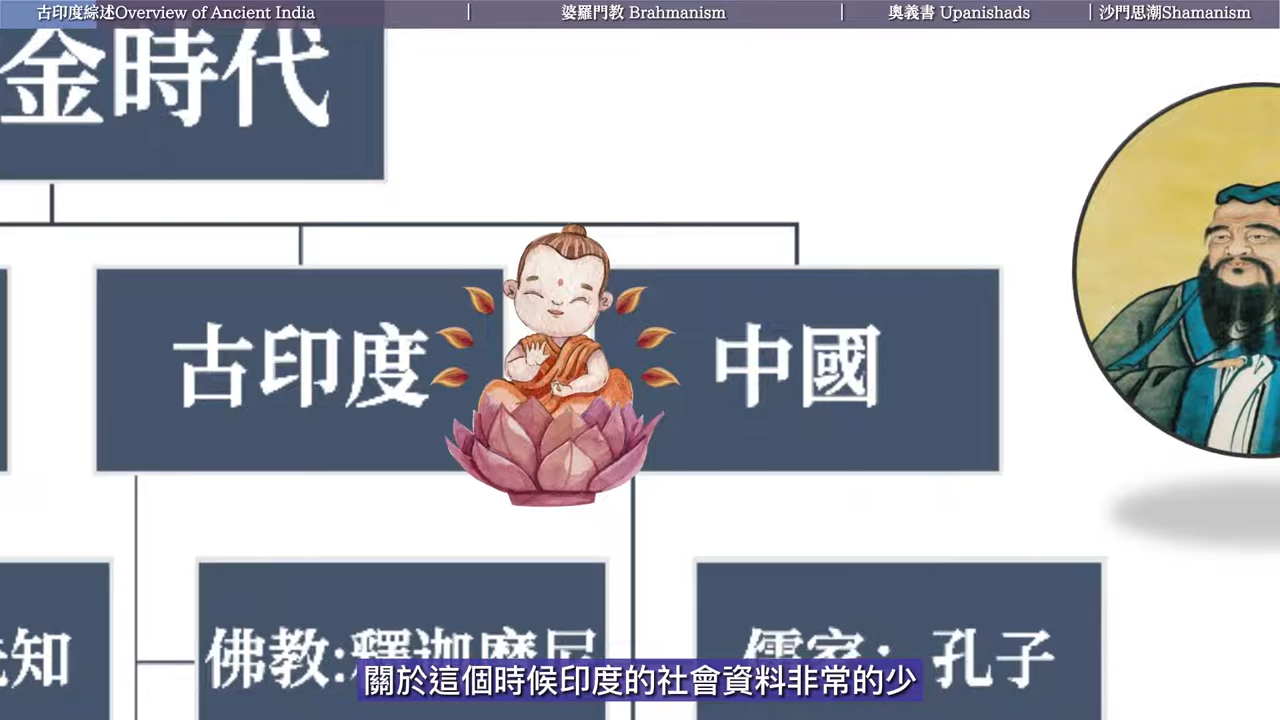 古印度綜述Overview of Ancient India | 婆羅門教 Brahmanism | 奧義書 Upanishads | 沙門思潮Shamanism
金時代
古印度
中國
知
佛教:釋迦摩尼
儒家：孔子
關於這個時候印度的社會資料非常的少